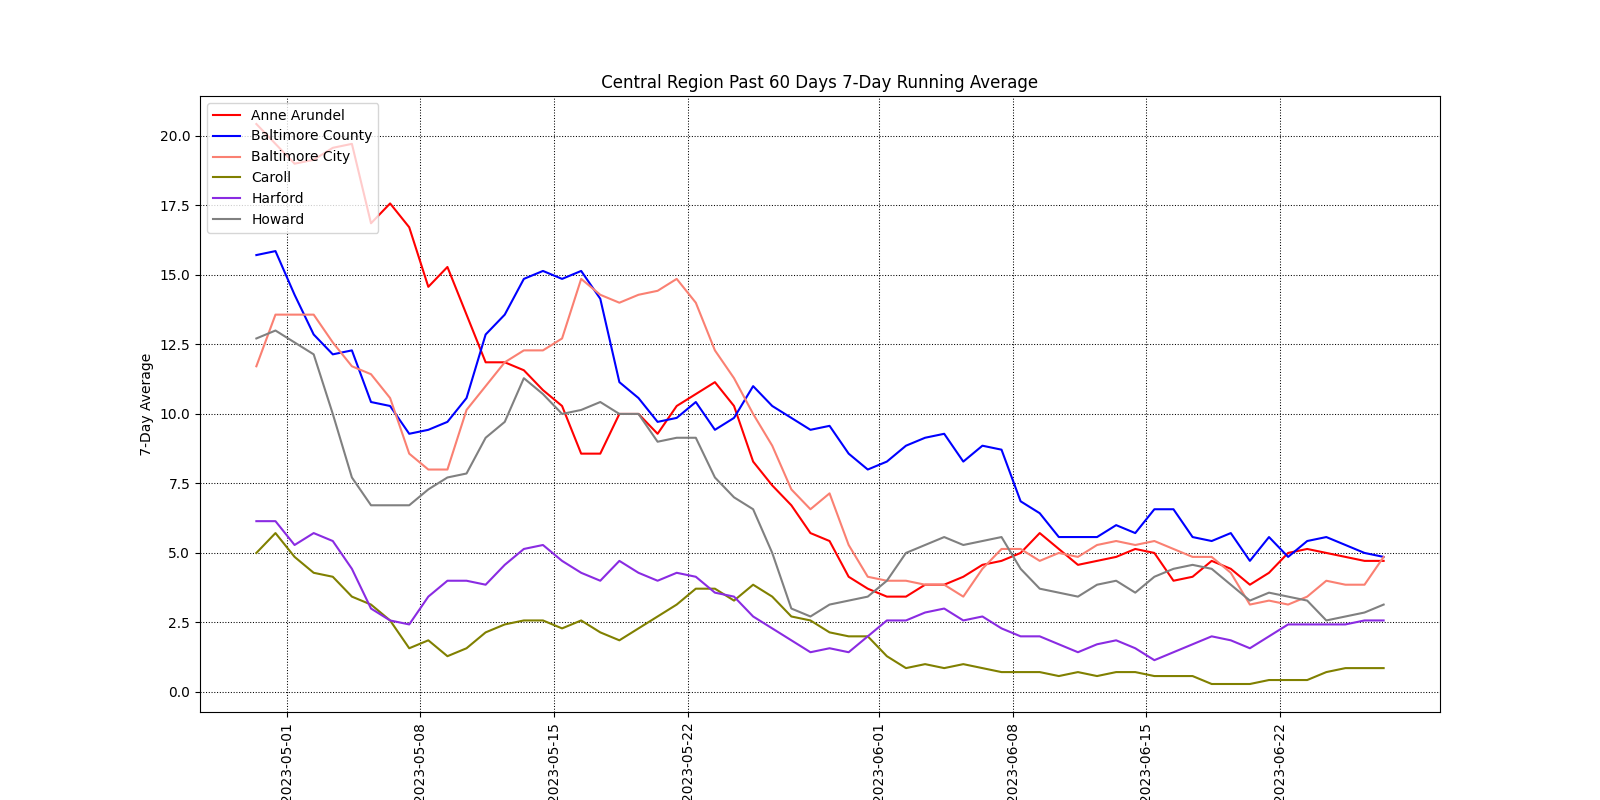 Central Region Past 60 Days 7-Day Running Average
Anne Arundel
Baltimore County
Baltimore City
Caroll
Harford
Howard
7-Day Average
20.0
17.5
15.0
12.5
10.0
7.5
5.0
2.5
0.0
2023-05-01
2023-05-08
2023-05-15
2023-05-22
2023-06-01
2023-06-08
2023-06-15
2023-06-22